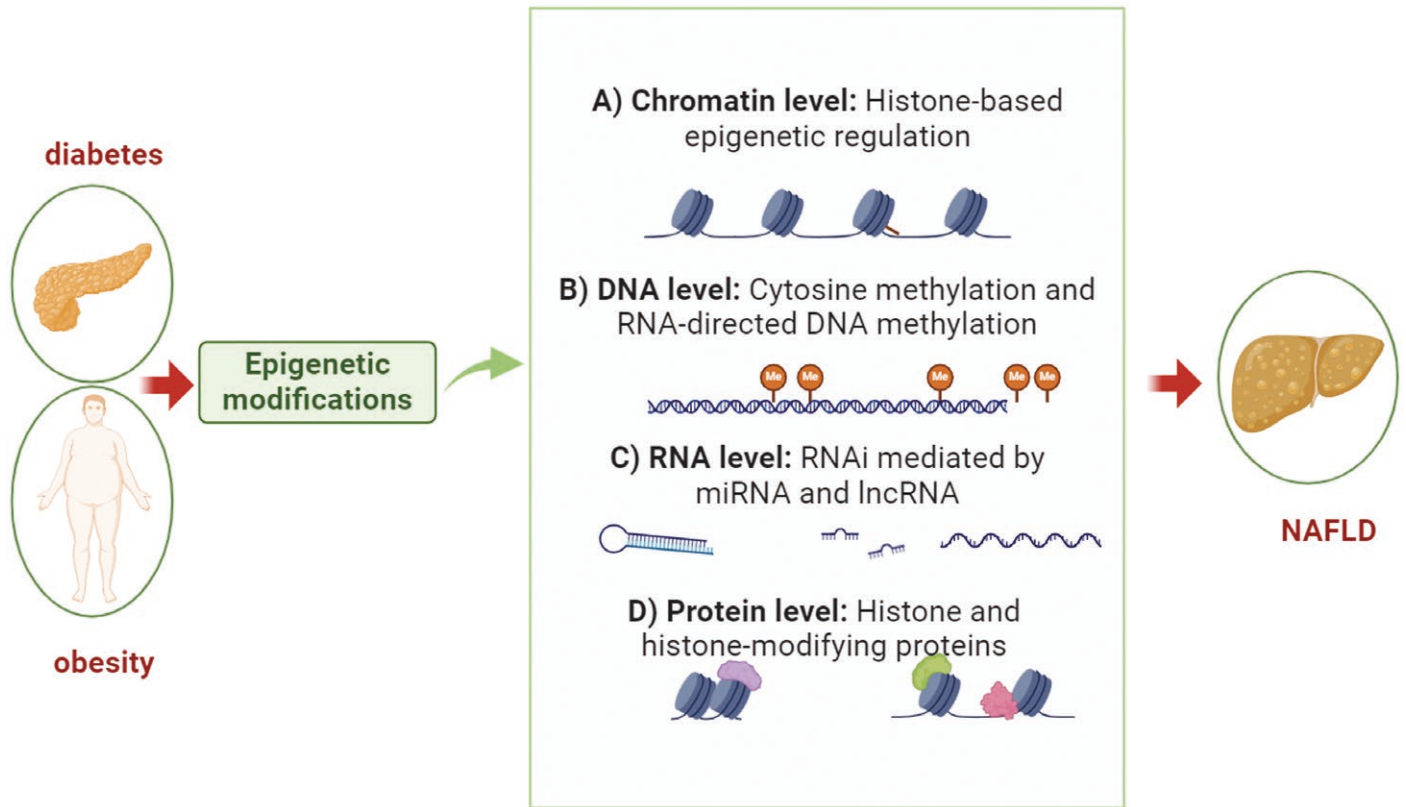 diabetes
obesity
Epigenetic
modifications
A) Chromatin level: Histone-based
epigenetic regulation
B) DNA level: Cytosine methylation and
RNA-directed DNA methylation
Me Me Me Me Me
C) RNA level: RNAi mediated by
miRNA and lncRNA
D) Protein level: Histone and
histone-modifying proteins
NAFLD